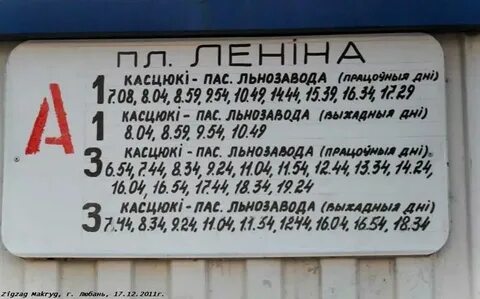 пл. ЛЕНІНА
А
1 КАСЦЮКІ - ПАС. ЛЬНОЗАВОДА (працоўныя дні)
7.08, 8.04, 8.59, 9.54, 10.49, 14.44, 15.39, 16.34, 17.29
1 КАСЦЮКІ - ПАС. ЛЬНОЗАВОДА (выхадныя дні)
8.04, 8.59, 9.54, 10.49
3 КАСЦЮКІ - ПАС. ЛЬНОЗАВОДА (працоўныя дні)
6.54, 7.44, 8.34, 9.24, 11.04, 11.54, 12.44, 13.34, 14.24,
16.04, 16.54, 17.44, 18.34, 19.24
3 КАСЦЮКІ - ПАС. ЛЬНОЗАВОДА (выхадныя дні)
7.44, 8.34, 9.24, 11.04, 11.54, 12.44, 16.04, 16.54, 18.34
Zigzag Makryg, г. Любань, 17.12.2011г.